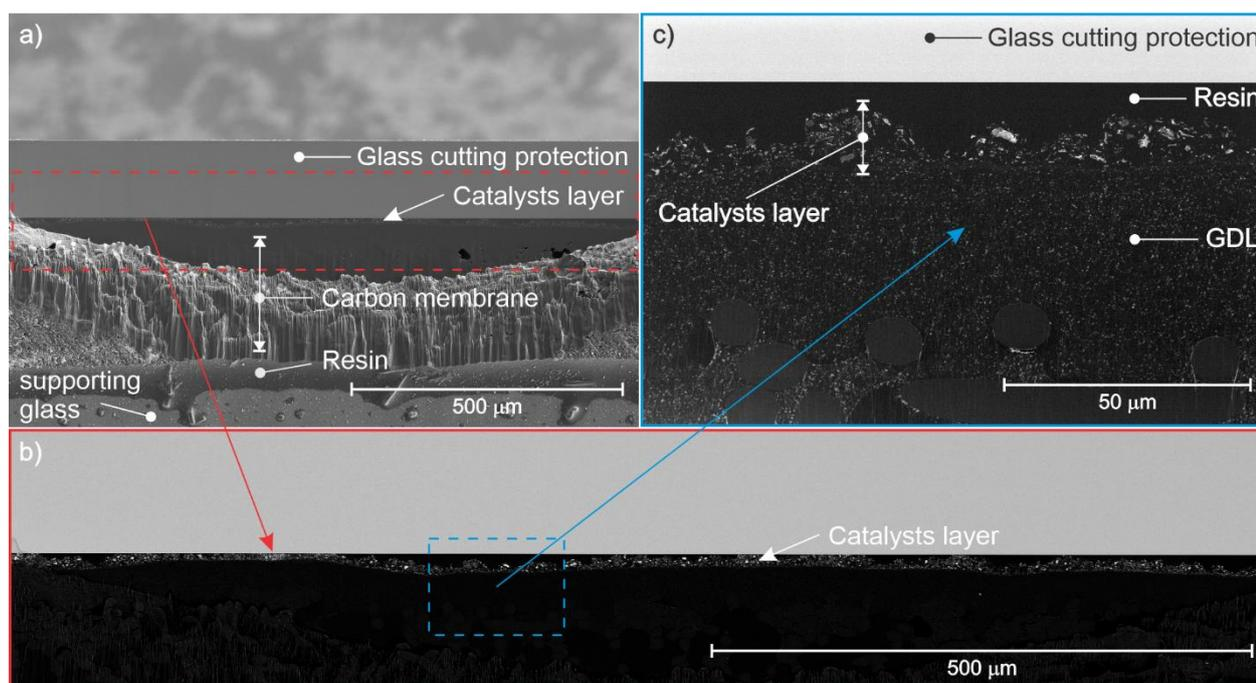 a)
Glass cutting protection
Catalysts layer
Carbon membrane
Resin
supporting
glass
500 μm
c)
Glass cutting protection
Resin
Catalysts layer
GDL
50 μm
b)
Catalysts layer
500 μm